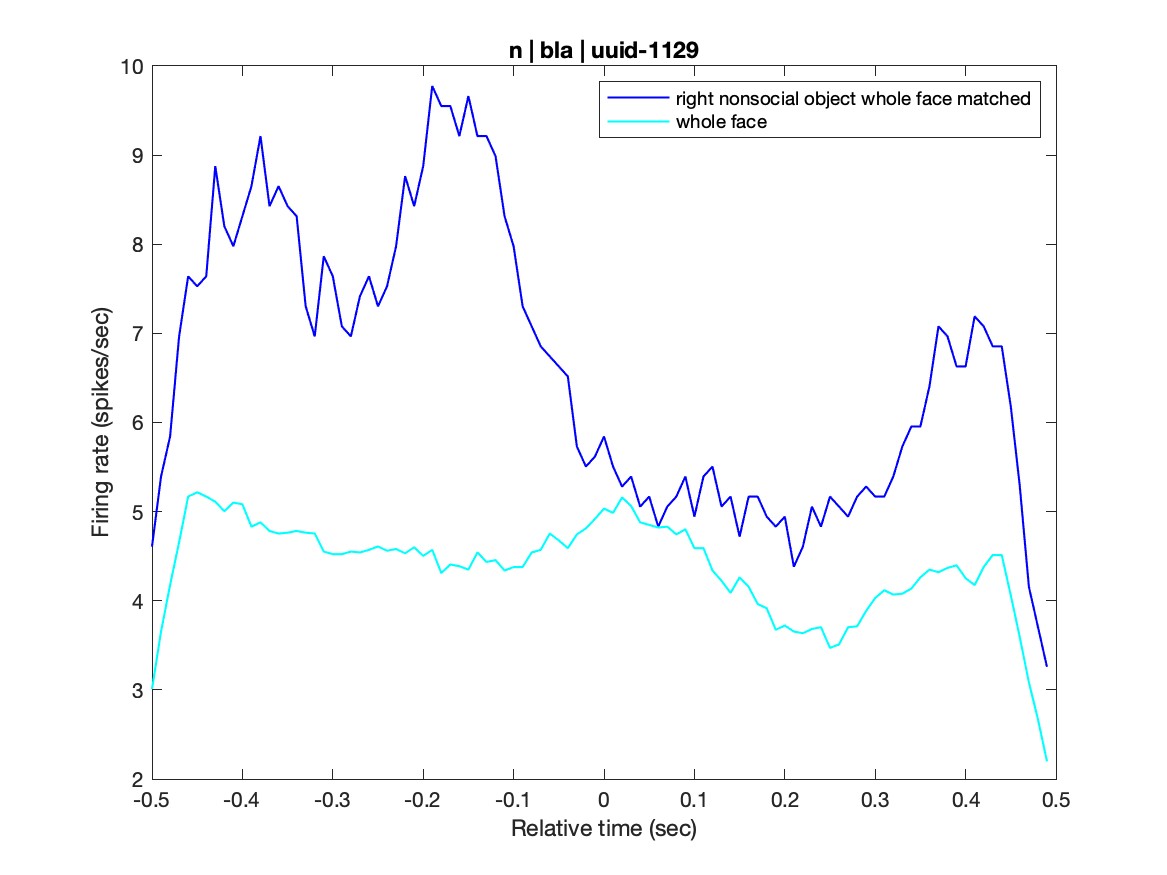 n | bla | uuid-1129
right nonsocial object whole face matched
whole face
10
9
8
7
6
5
4
3
2
Firing rate (spikes/sec)
-0.5 -0.4 -0.3 -0.2 -0.1 0 0.1 0.2 0.3 0.4 0.5
Relative time (sec)